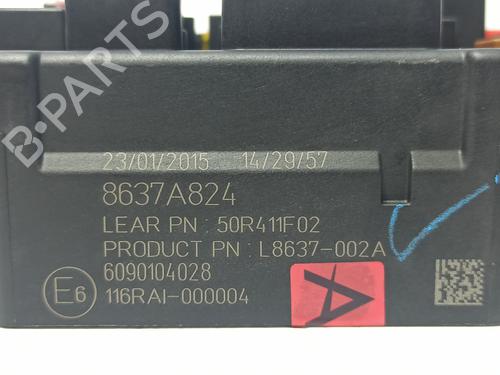 B-PARTS
23/01/2015 14/29/57
8637A824
LEAR PN : 50R411F02
PRODUCT PN : L8637-002A
6090104028
E6 116RAI-000004
A